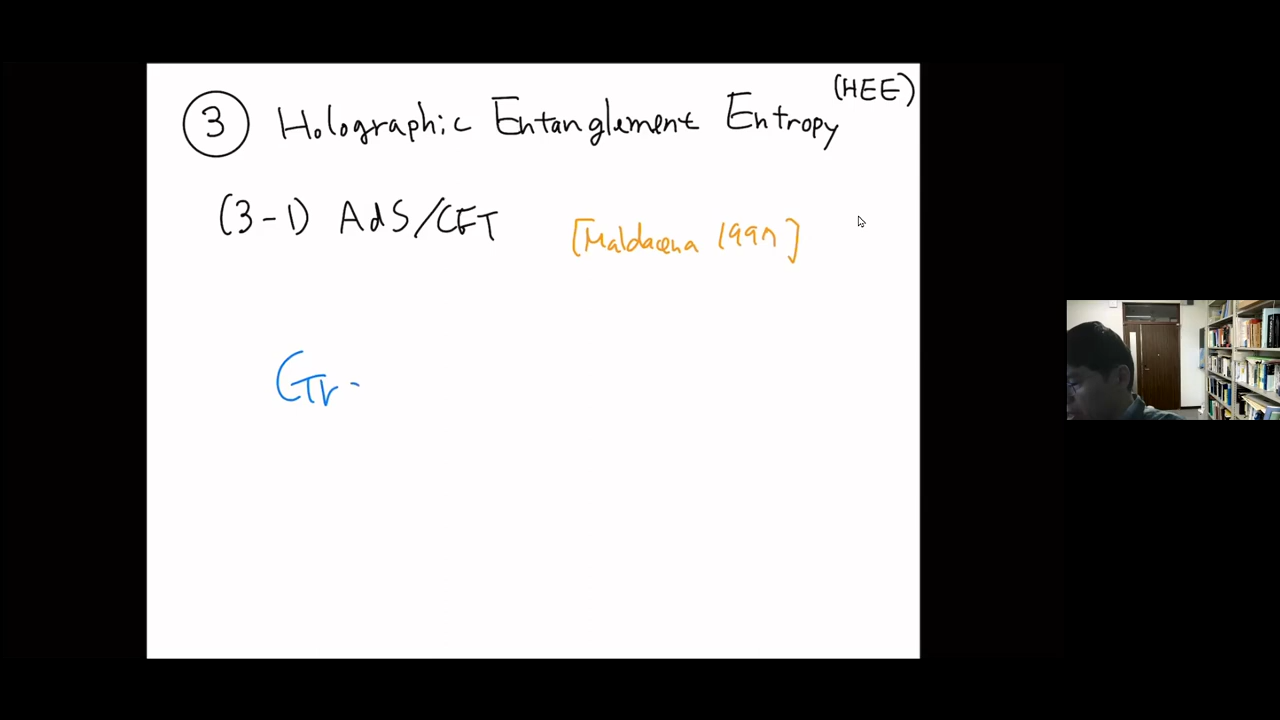 ③ Holographic Entanglement Entropy (HEE)
(3-1) AdS/CFT [Maldacena 1997]
Gr